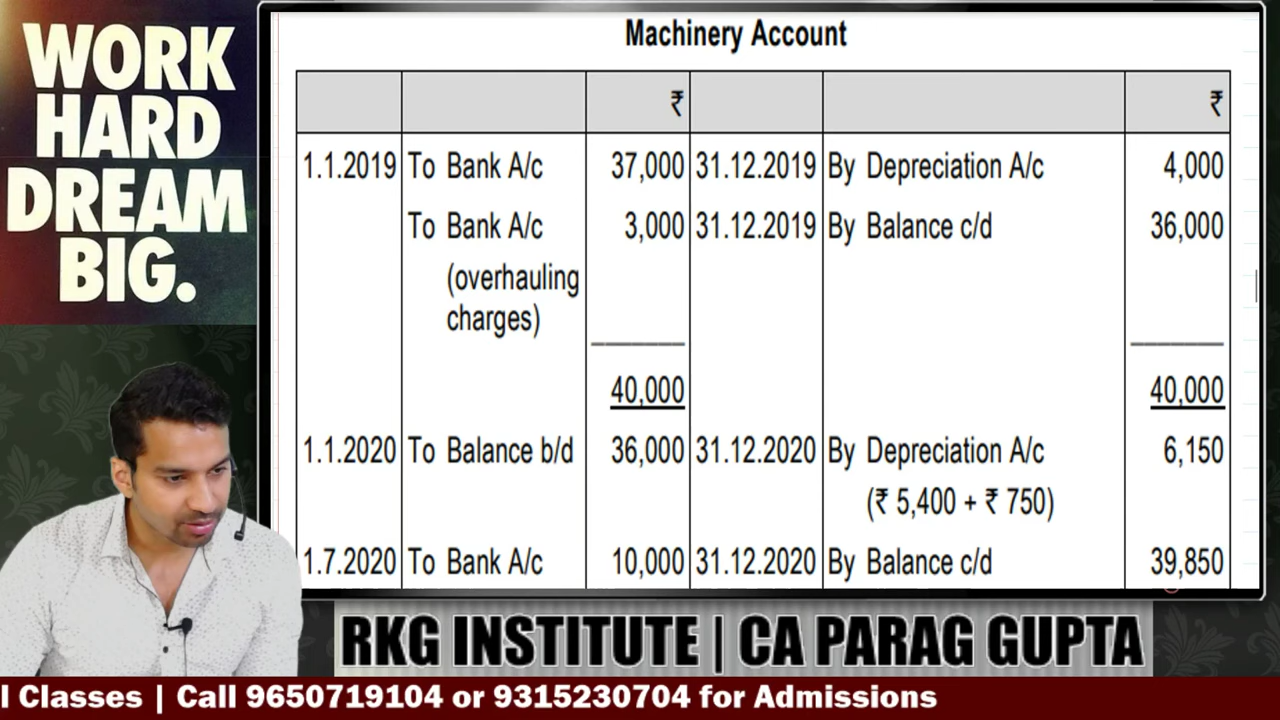 WORK
HARD
DREAM
BIG.
Machinery Account
₹ ₹
1.1.2019 To Bank A/c 37,000 31.12.2019 By Depreciation A/c 4,000
To Bank A/c 3,000 31.12.2019 By Balance c/d 36,000
(overhauling
charges)
40,000 40,000
1.1.2020 To Balance b/d 36,000 31.12.2020 By Depreciation A/c 6,150
(₹ 5,400 + ₹ 750)
1.7.2020 To Bank A/c 10,000 31.12.2020 By Balance c/d 39,850
RKG INSTITUTE | CA PARAG GUPTA
l Classes | Call 9650719104 or 9315230704 for Admissions